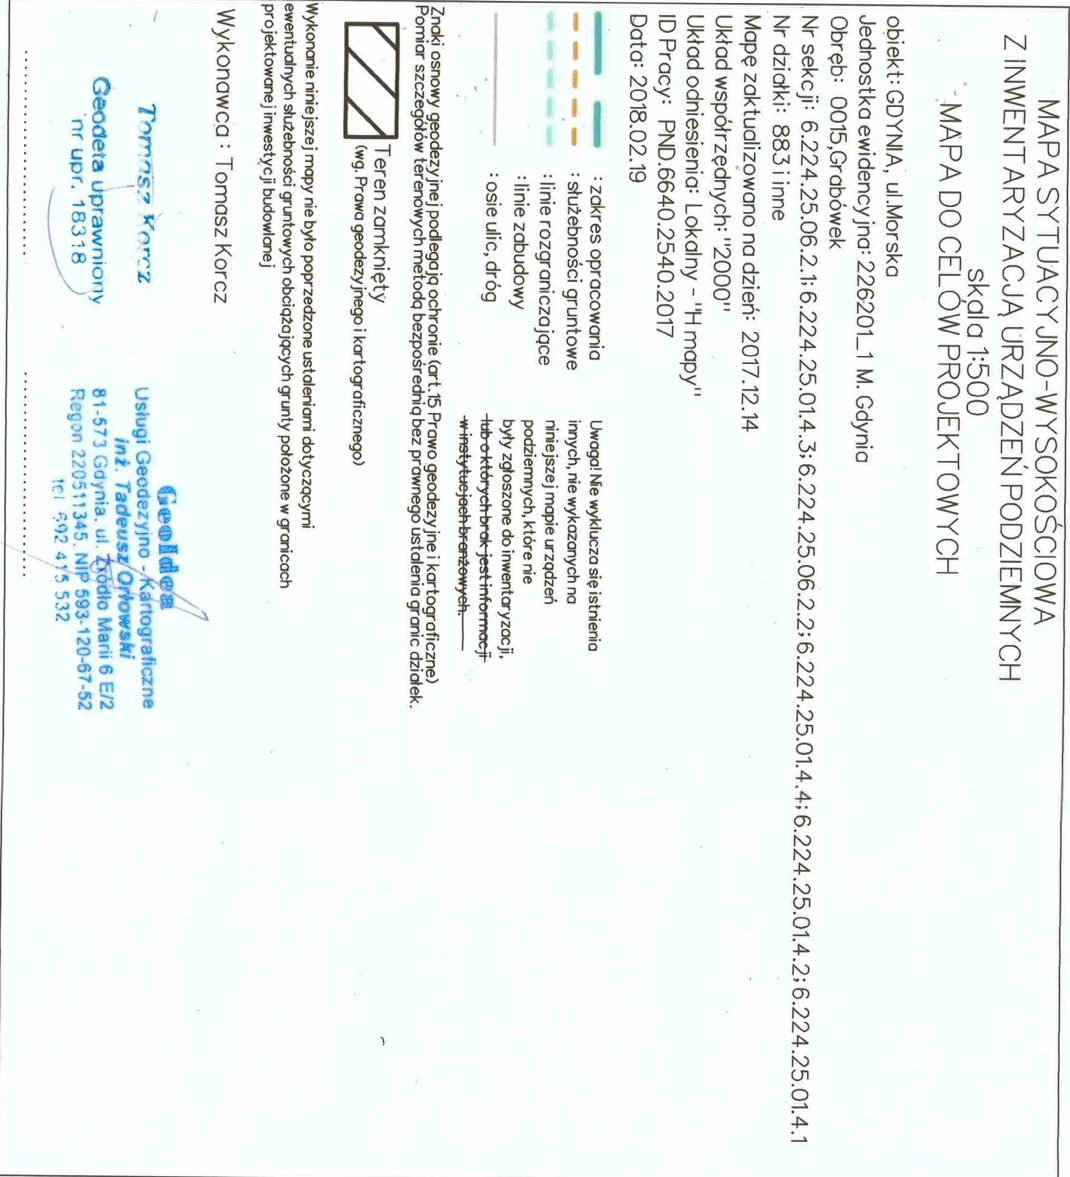 MAPA SYTUACYJNO-WYSOKOŚCIOWA
Z INWENTARYZACJĄ URZĄDZEŃ PODZIEMNYCH
skala 1:500
MAPA DO CELÓW PROJEKTOWYCH
obiekt: GDYNIA, ul.Morska
Jednostka ewidencyjna: 226201_1 M. Gdynia
Obręb: 0015,Grabówek
Nr sekcji: 6.224.25.06.2.1; 6.224.25.01.4.3; 6.224.25.06.2.2; 6.224.25.01.4.4; 6.224.25.01.4.2; 6.224.25.01.4.1
Nr działki: 883 i inne
Mapę zaktualizowano na dzień: 2017.12.14
Układ współrzędnych: "2000"
Układ odniesienia: Lokalny - "H mapy"
ID Pracy: PND.6640.2540.2017
Data: 2018.02.19
: zakres opracowania
: służebności gruntowe
: linie rozgraniczające
: linie zabudowy
: osie ulic, dróg
Uwaga! Nie wyklucza się istnienia
innych, nie wykazanych na
niniejszej mapie urządzeń
podziemnych, które nie
były zgłoszone do inwentaryzacji,
lub o których brak jest informacji
w instytucjach branżowych.
Znaki osnowy geodezyjnej podlegają ochronie (art.15 Prawo geodezyjne i kartograficzne)
Pomiar szczegółów terenowych metodą bezpośrednią bez prawnego ustalenia granic działek.
Teren zamknięty
(wg. Prawa geodezyjnego i kartograficznego)
Wykonanie niniejszej mapy nie było poprzedzone ustaleniami dotyczącymi
ewentualnych służebności gruntowych obciążających grunty położone w granicach
projektowanej inwestycji budowlanej
Wykonawca : Tomasz Korcz
Tomasz Korcz
Geodeta uprawniony
nr upr. 18318
Geoidea
Usługi Geodezyjno - Kartograficzne
inż. Tadeusz Orłowski
81-573 Gdynia, ul. Źródło Marii 6 E/2
Regon 220511345, NIP 593-120-67-52
tel 692 415 532